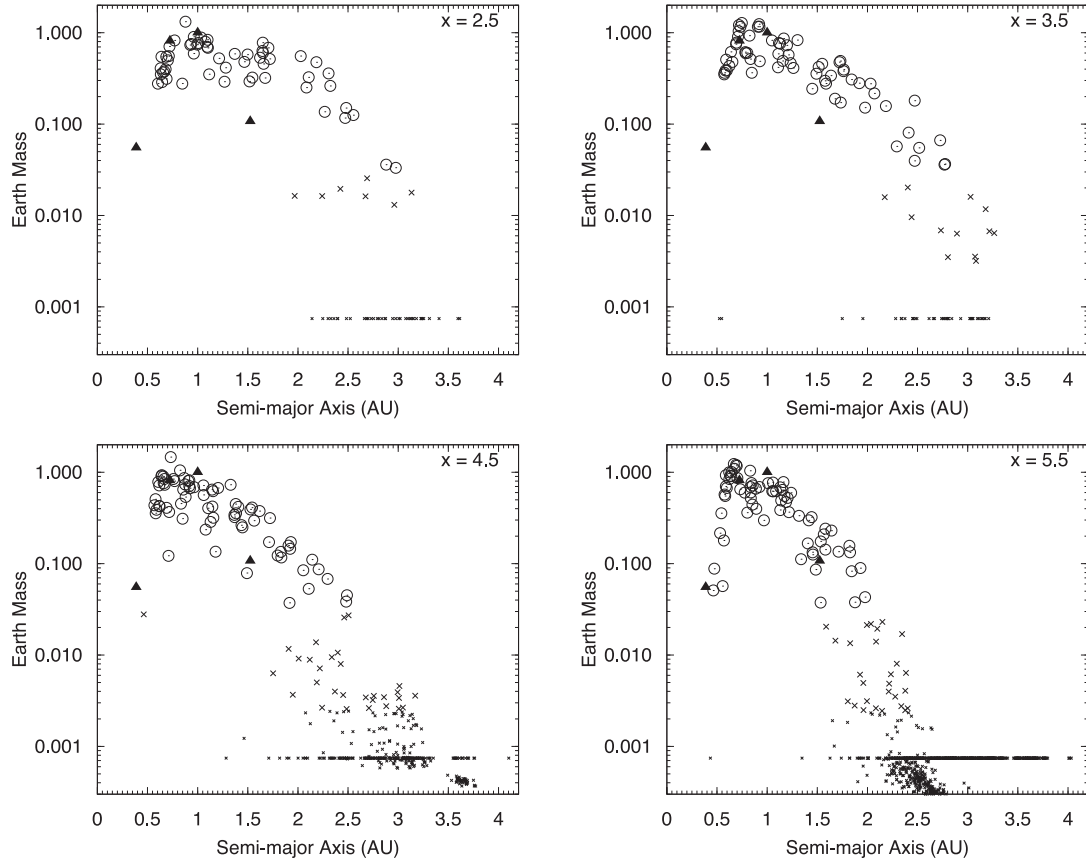 x = 2.5
1.000
0.100
0.010
0.001
Earth Mass
0 0.5 1 1.5 2 2.5 3 3.5 4
Semi-major Axis (AU)
x = 3.5
1.000
0.100
0.010
0.001
Earth Mass
0 0.5 1 1.5 2 2.5 3 3.5 4
Semi-major Axis (AU)
x = 4.5
1.000
0.100
0.010
0.001
Earth Mass
0 0.5 1 1.5 2 2.5 3 3.5 4
Semi-major Axis (AU)
x = 5.5
1.000
0.100
0.010
0.001
Earth Mass
0 0.5 1 1.5 2 2.5 3 3.5 4
Semi-major Axis (AU)